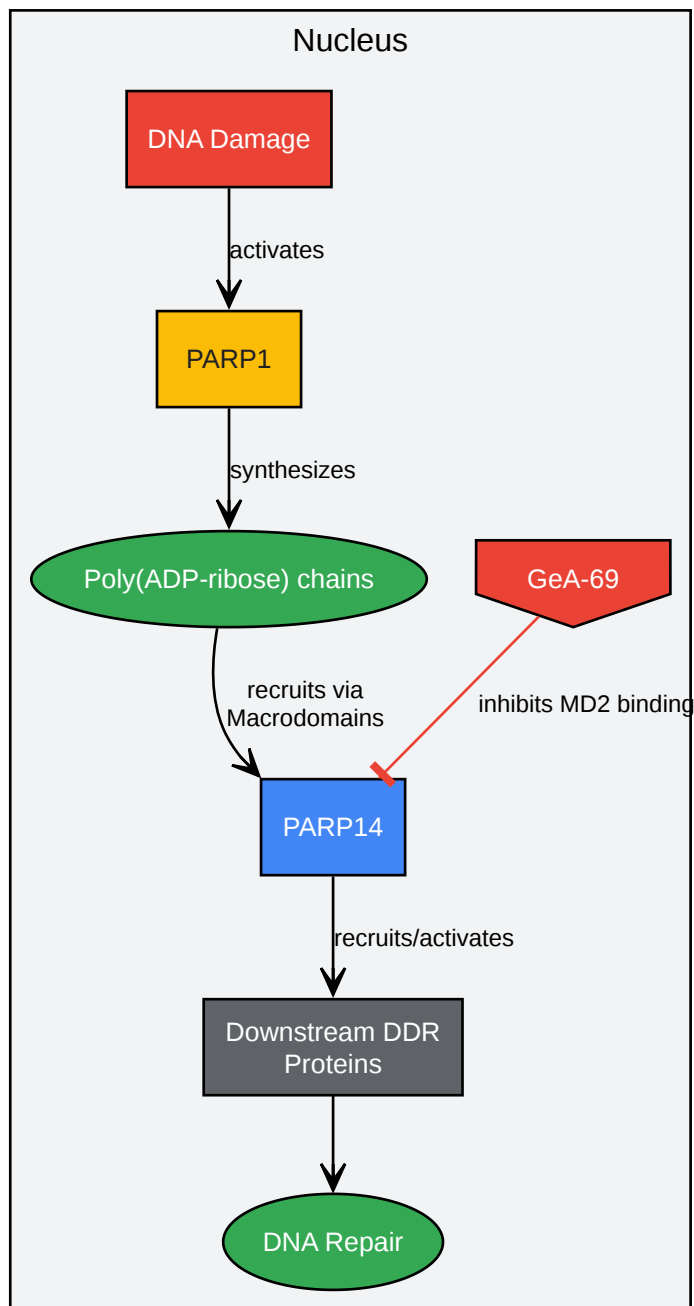 Nucleus
DNA Damage
activates
PARP1
synthesizes
Poly(ADP-ribose) chains
GeA-69
recruits via
Macrodomains
inhibits MD2 binding
PARP14
recruits/activates
Downstream DDR
Proteins
DNA Repair